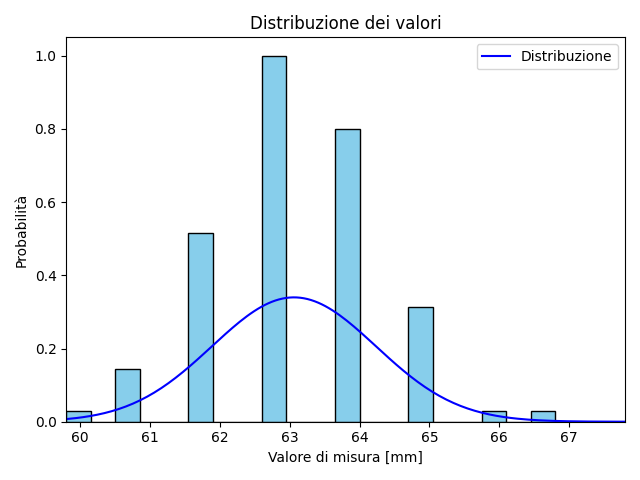 Distribuzione dei valori
Distribuzione
Probabilità
1.0
0.8
0.6
0.4
0.2
0.0
60 61 62 63 64 65 66 67
Valore di misura [mm]